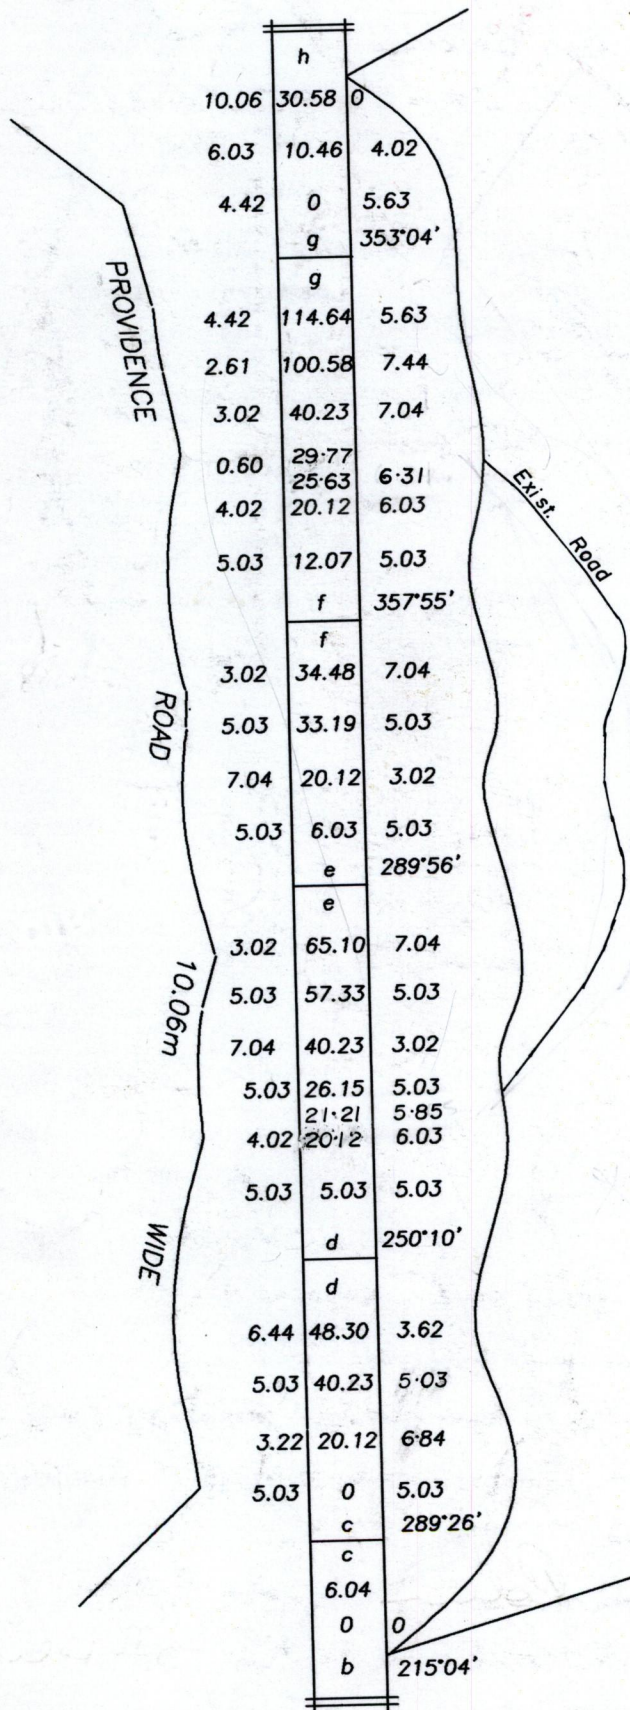 h
10.06 30.58 0
6.03 10.46 4.02
4.42 0 5.63
g 353°04'
g
4.42 114.64 5.63
2.61 100.58 7.44
3.02 40.23 7.04
0.60 29.77
25.63 6.31
4.02 20.12 6.03
5.03 12.07 5.03
f 357°55'
f
3.02 34.48 7.04
5.03 33.19 5.03
7.04 20.12 3.02
5.03 6.03 5.03
e 289°56'
e
3.02 65.10 7.04
5.03 57.33 5.03
7.04 40.23 3.02
5.03 26.15 5.03
21.21 5.85
4.02 20.12 6.03
5.03 5.03 5.03
d 250°10'
d
6.44 48.30 3.62
5.03 40.23 5.03
3.22 20.12 6.84
5.03 0 5.03
c 289°26'
c
6.04
0 0
b 215°04'
PROVIDENCE
ROAD
10.06m
WIDE
Exist. Road